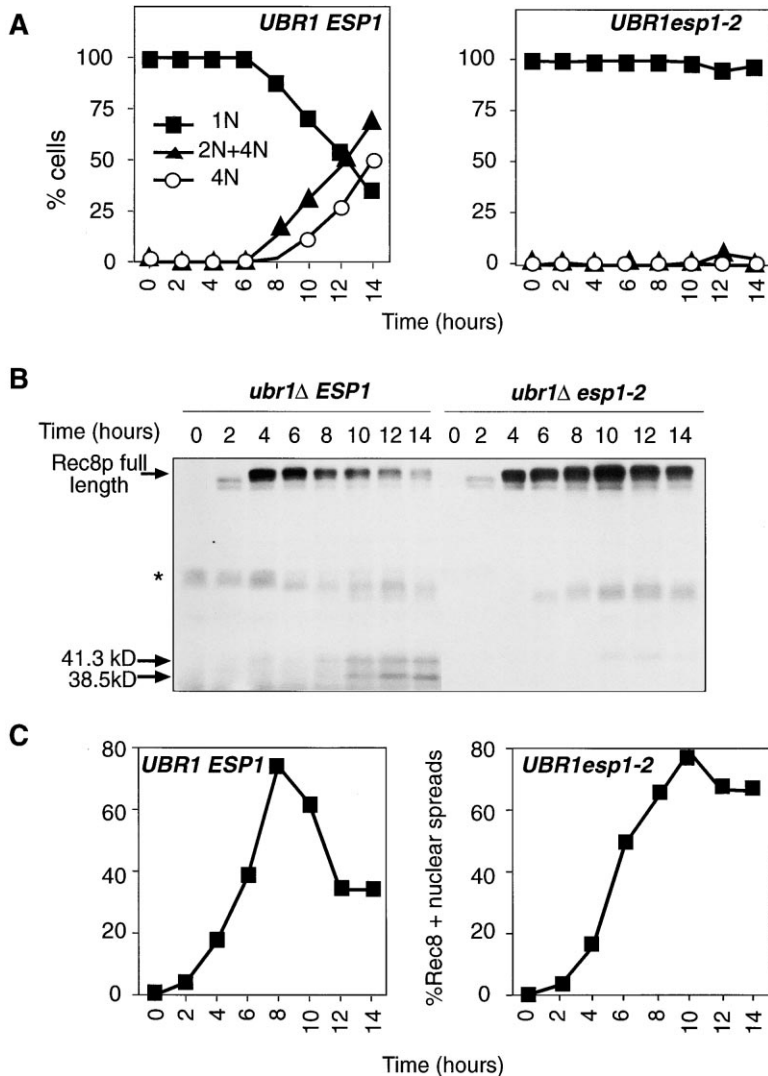 A
UBR1 ESP1
UBR1esp1-2
% cells
100
75
50
25
0
1N
2N+4N
4N
0 2 4 6 8 10 12 14
100
75
50
25
0
0 2 4 6 8 10 12 14
Time (hours)
B
ubr1Δ ESP1
ubr1Δ esp1-2
Time (hours) 0 2 4 6 8 10 12 14 0 2 4 6 8 10 12 14
Rec8p full
length
*
41.3 kD
38.5kD
C
UBR1 ESP1
UBR1esp1-2
80
60
40
20
0
0 2 4 6 8 10 12 14
%Rec8 + nuclear spreads
80
60
40
20
0
0 2 4 6 8 10 12 14
Time (hours)